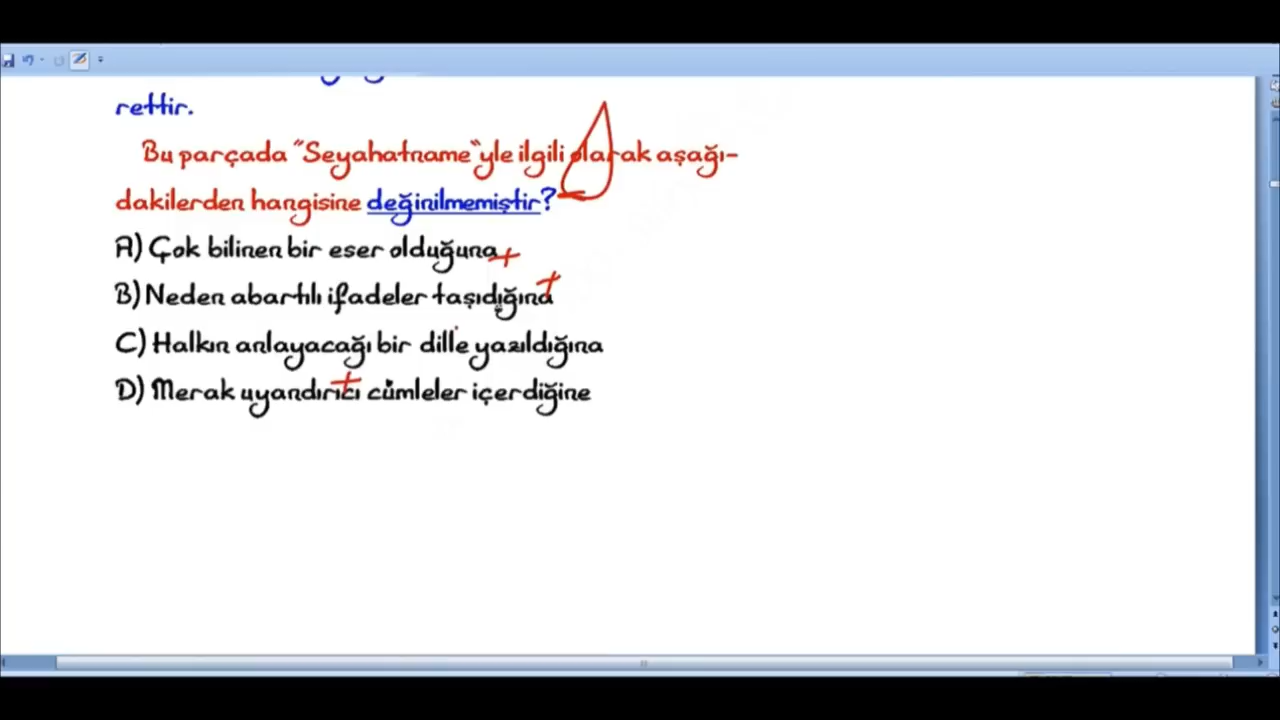 rettir.
Bu parçada "Seyahatname"yle ilgili olarak aşağı-
dakilerden hangisine değinilmemiştir?
A) Çok bilinen bir eser olduğuna
B) Neden abartılı ifadeler taşıdığına
C) Halkın anlayacağı bir dille yazıldığına
D) Merak uyandırıcı cümleler içerdiğine